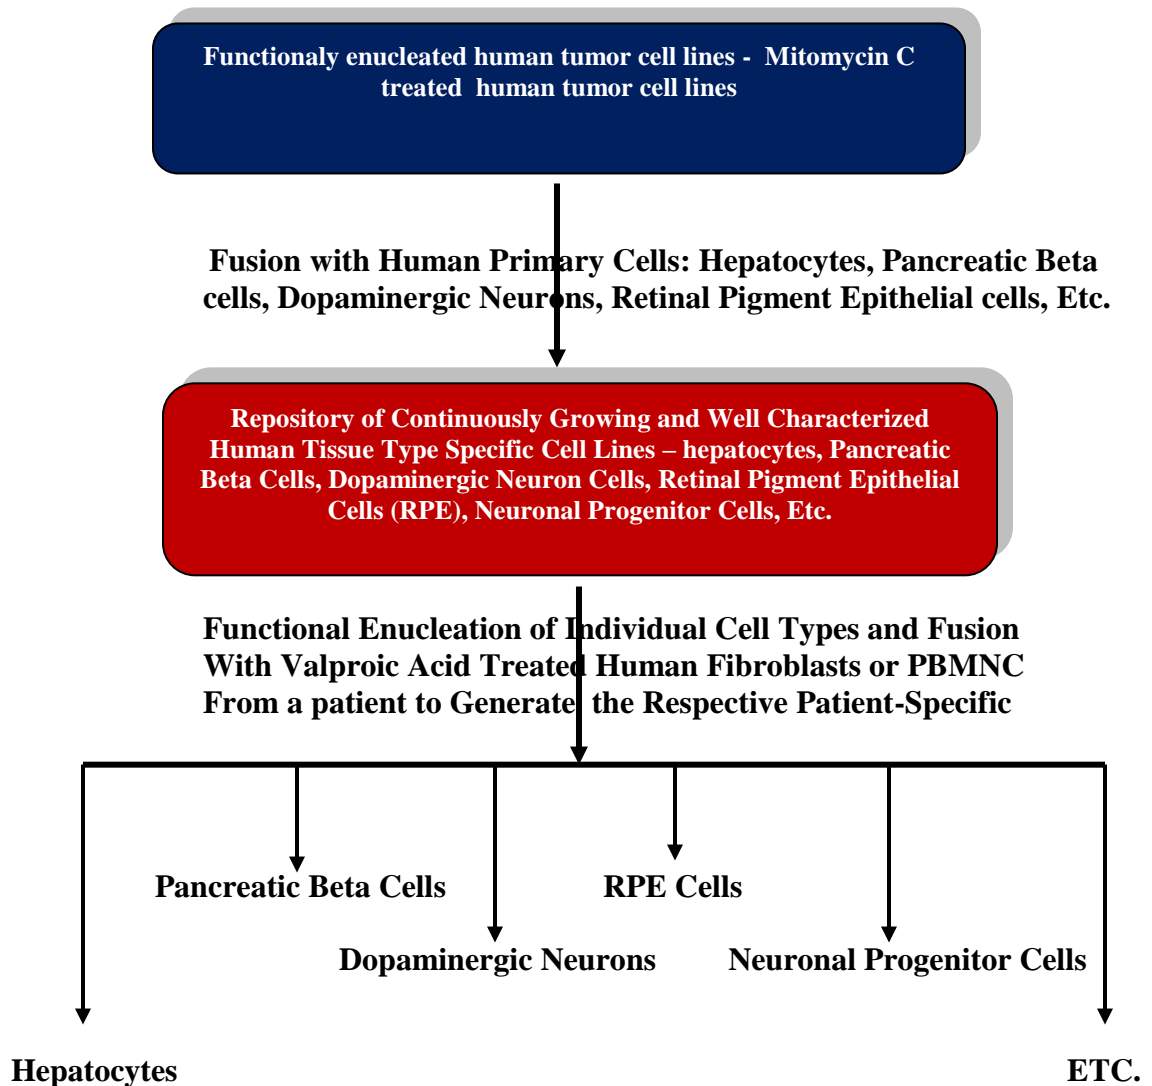 Functionaly enucleated human tumor cell lines - Mitomycin C
treated human tumor cell lines
Fusion with Human Primary Cells: Hepatocytes, Pancreatic Beta
cells, Dopaminergic Neurons, Retinal Pigment Epithelial cells, Etc.
Repository of Continuously Growing and Well Characterized
Human Tissue Type Specific Cell Lines – hepatocytes, Pancreatic
Beta Cells, Dopaminergic Neuron Cells, Retinal Pigment Epithelial
Cells (RPE), Neuronal Progenitor Cells, Etc.
Functional Enucleation of Individual Cell Types and Fusion
With Valproic Acid Treated Human Fibroblasts or PBMNC
From a patient to Generate the Respective Patient-Specific
Pancreatic Beta Cells
RPE Cells
Dopaminergic Neurons
Neuronal Progenitor Cells
Hepatocytes
ETC.